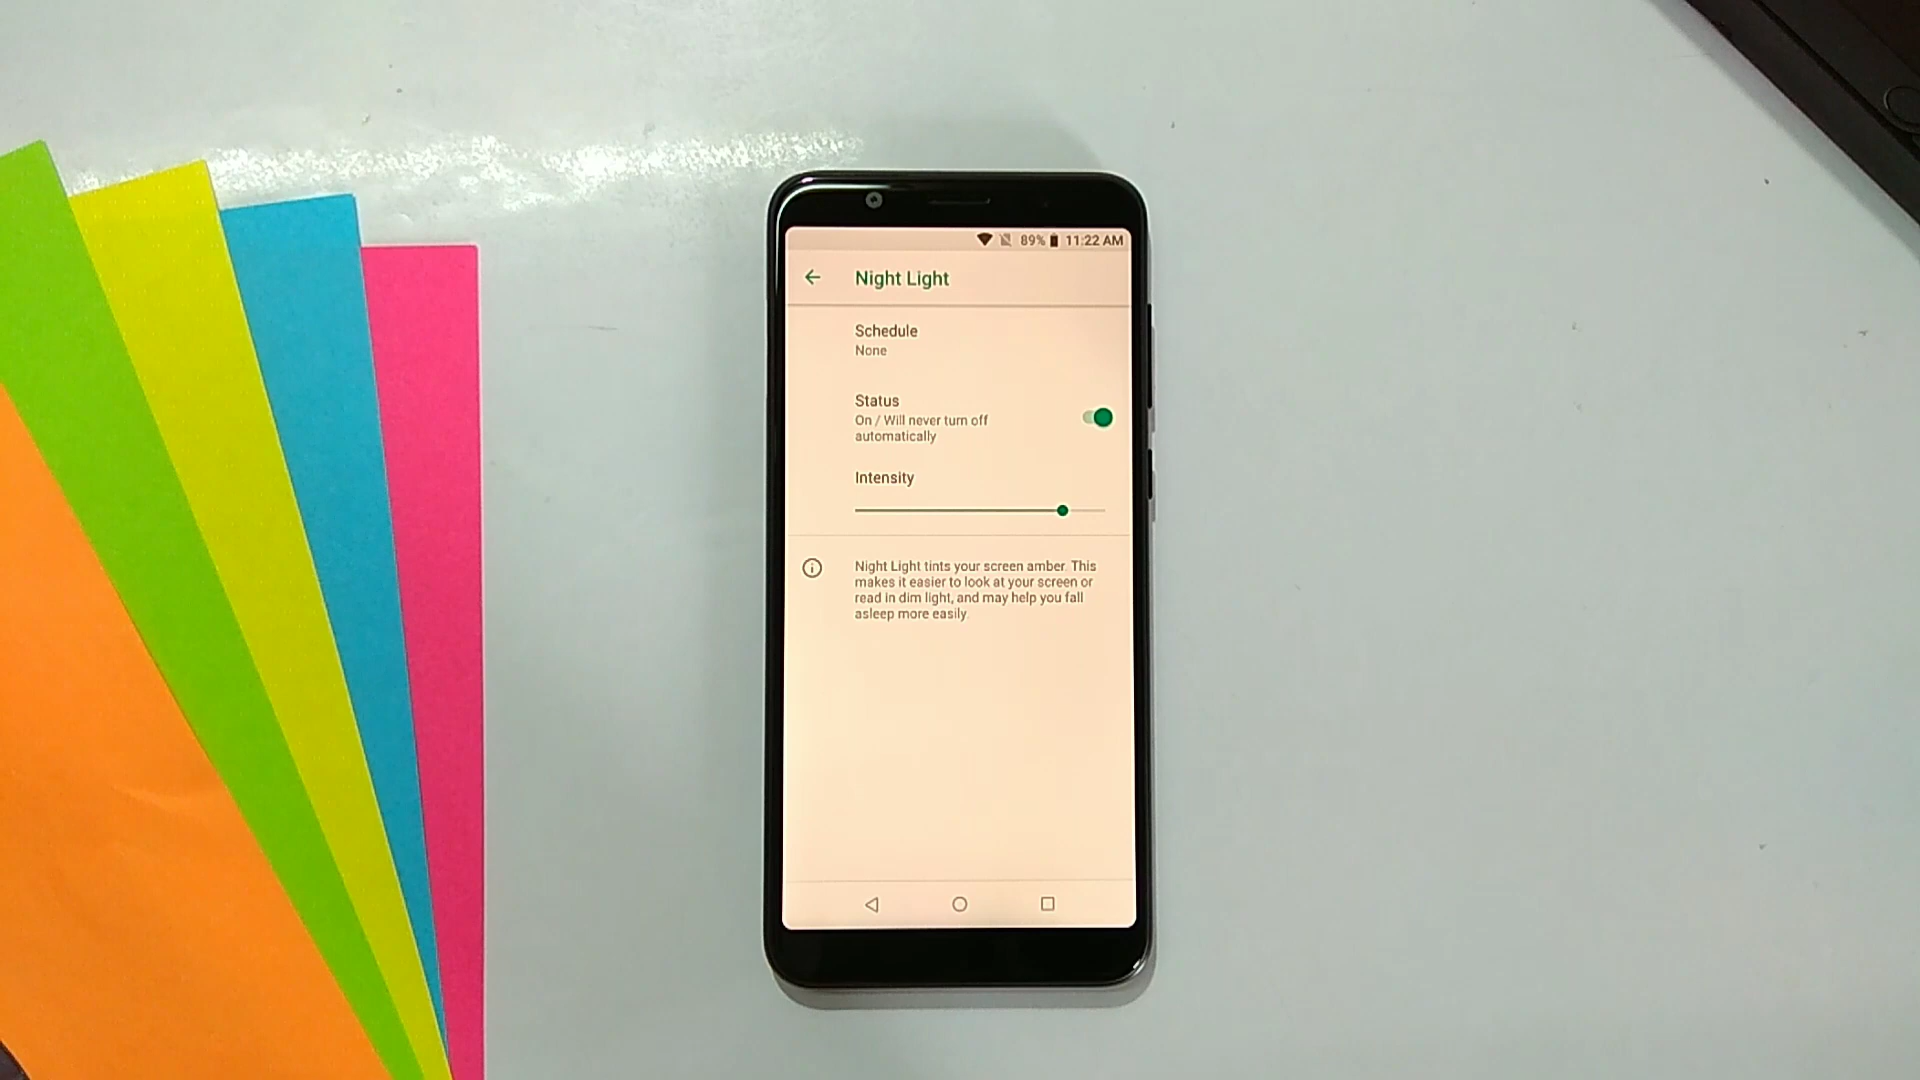 89% 11:22 AM
Night Light
Schedule
None
Status
On / Will never turn off
automatically
Intensity
Night Light tints your screen amber. This
makes it easier to look at your screen or
read in dim light, and may help you fall
asleep more easily.